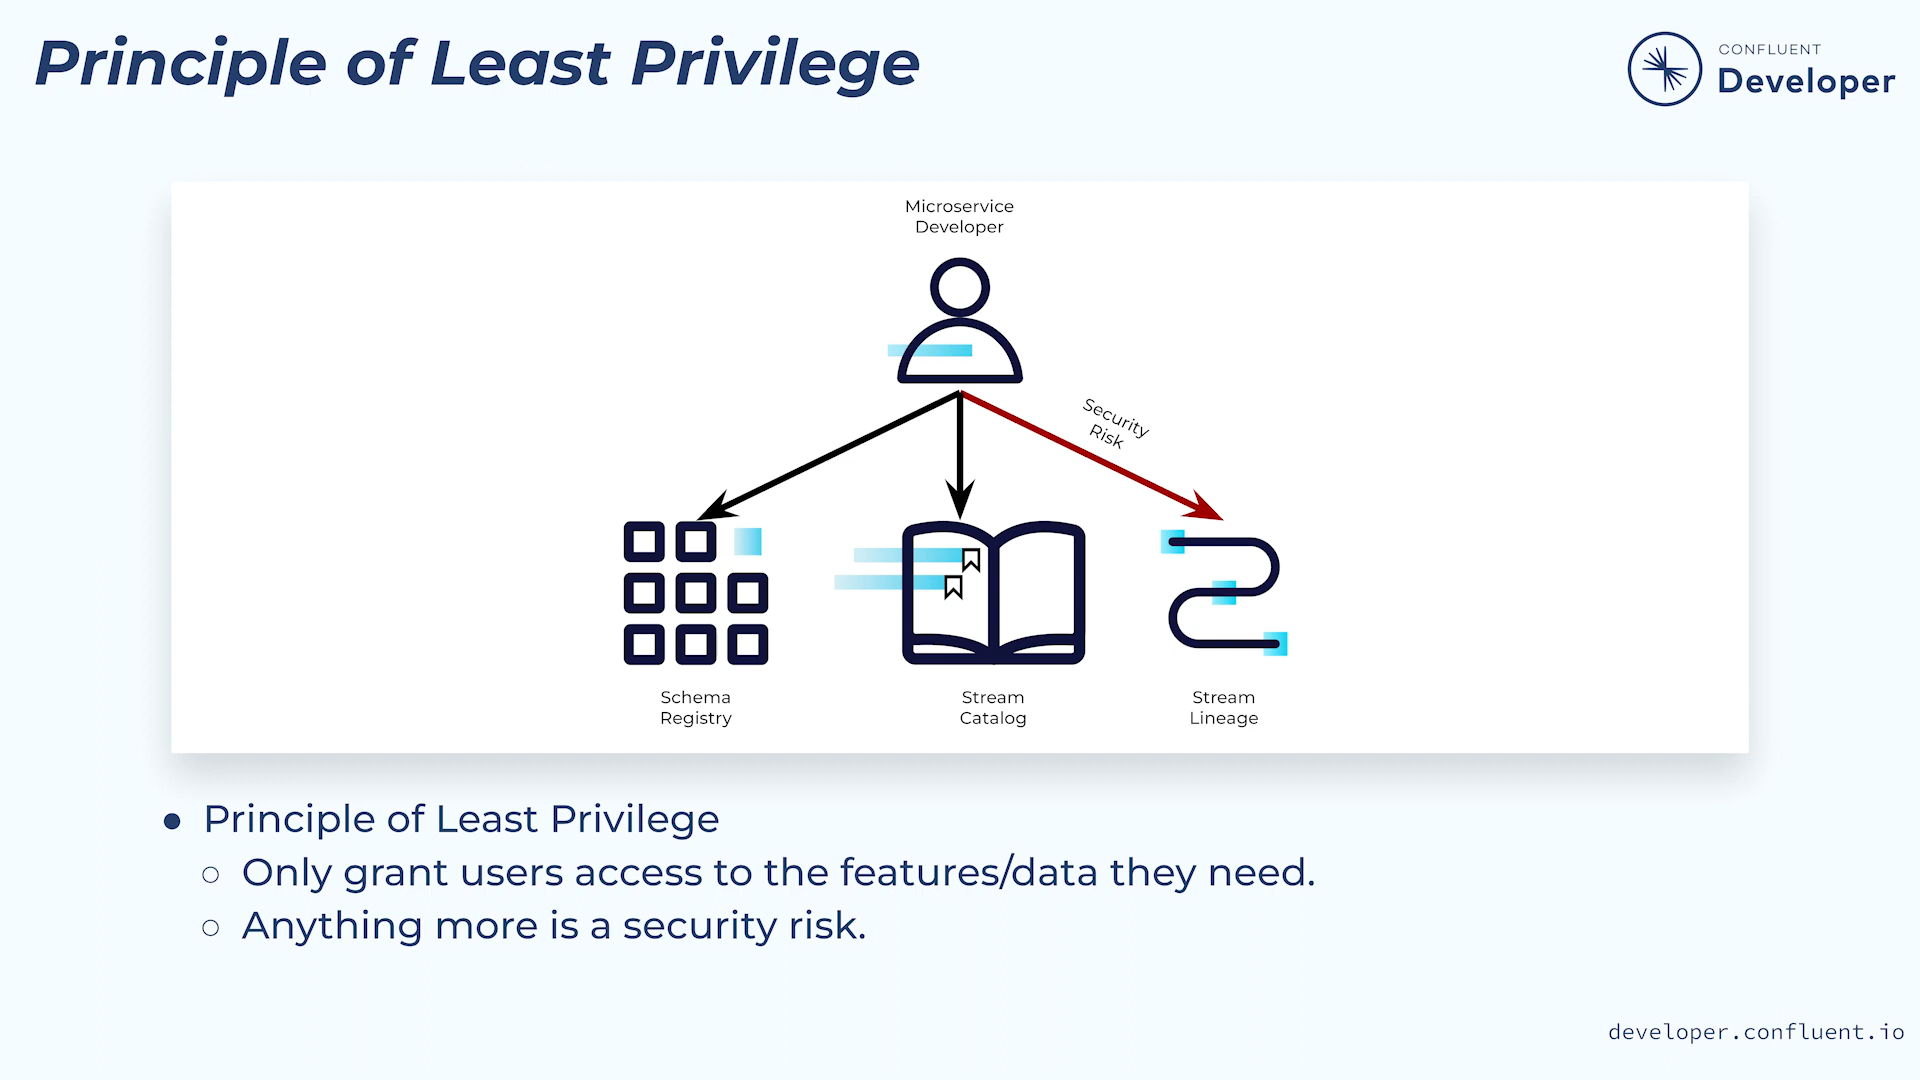 Principle of Least Privilege
CONFLUENT
Developer
Microservice
Developer
Security
Risk
Schema
Registry
Stream
Catalog
Stream
Lineage
● Principle of Least Privilege
○ Only grant users access to the features/data they need.
○ Anything more is a security risk.
developer.confluent.io